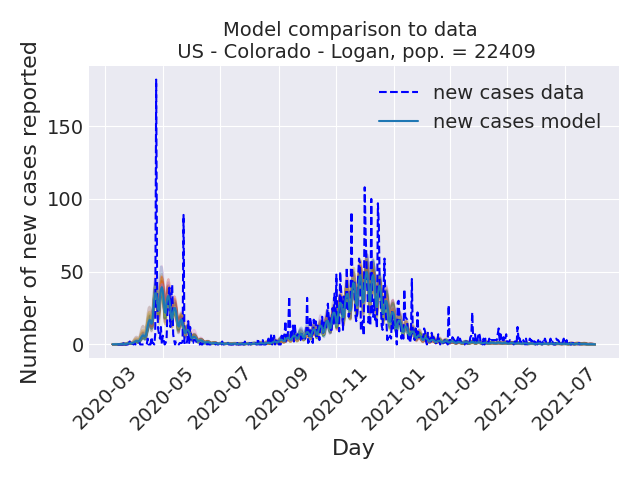 Model comparison to data
US - Colorado - Logan, pop. = 22409
new cases data
new cases model
Number of new cases reported
150
100
50
0
2020-03
2020-05
2020-07
2020-09
2020-11
2021-01
2021-03
2021-05
2021-07
Day